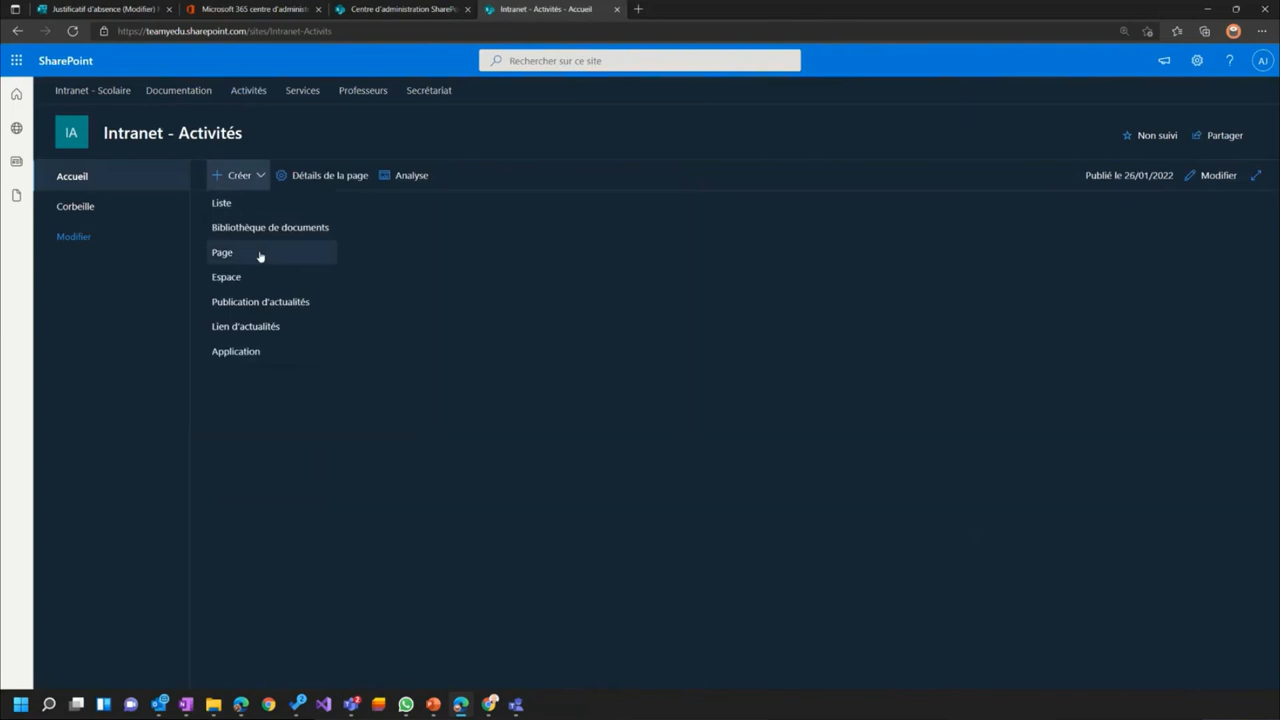 Justificatif d'absence (Modifier)
Microsoft 365 centre d'administ
Centre d'administration SharePo
Intranet - Activités - Accueil
https://teamyedu.sharepoint.com/sites/Intranet-Activits
SharePoint
Rechercher sur ce site
AJ
Intranet - Scolaire
Documentation
Activités
Services
Professeurs
Secrétariat
IA
Intranet - Activités
Non suivi
Partager
Accueil
Créer
Détails de la page
Analyse
Publié le 26/01/2022
Modifier
Liste
Corbeille
Bibliothèque de documents
Modifier
Page
Espace
Publication d'actualités
Lien d'actualités
Application